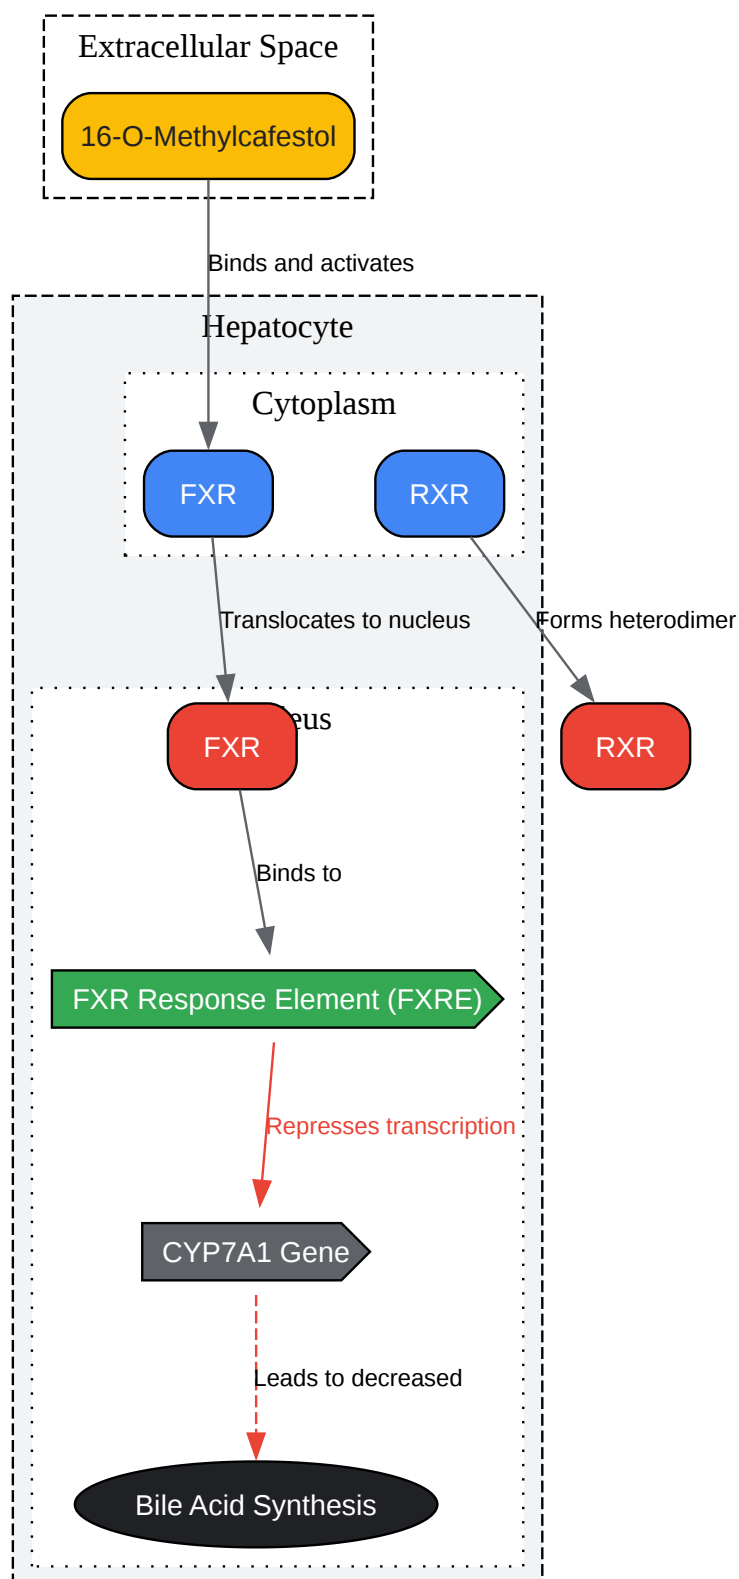 Extracellular Space
16-O-Methylcafestol
Binds and activates
Hepatocyte
Cytoplasm
FXR
RXR
Translocates to nucleus
Forms heterodimer
FXR
RXR
Binds to
FXR Response Element (FXRE)
Represses transcription
CYP7A1 Gene
Leads to decreased
Bile Acid Synthesis